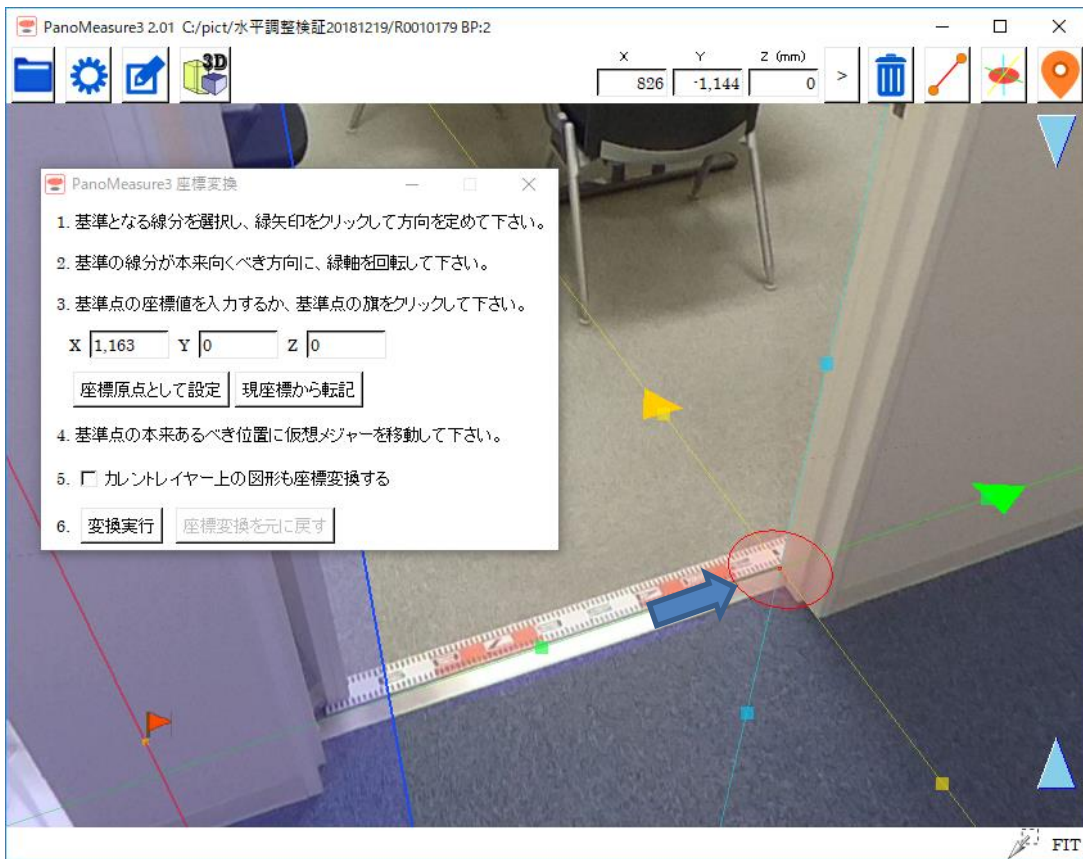 PanoMeasure3 2.01 C:/pict/水平調整検証20181219/R0010179 BP:2
X Y Z (mm)
826 -1,144 0 >
3D
PanoMeasure3 座標変換
1. 基準となる線分を選択し、緑矢印をクリックして方向を定めて下さい。
2. 基準の線分が本来向くべき方向に、緑軸を回転して下さい。
3. 基準点の座標値を入力するか、基準点の旗をクリックして下さい。
X 1,163 Y 0 Z 0
座標原点として設定 現座標から転記
4. 基準点の本来あるべき位置に仮想メジャーを移動して下さい。
5. カレントレイヤー上の図形も座標変換する
6. 変換実行 座標変換を元に戻す
FIT